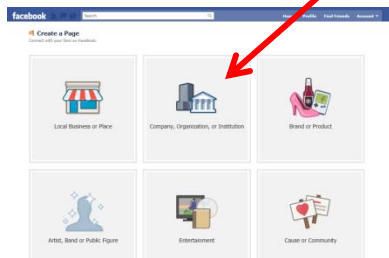 facebook Search Home Profile Find Friends Account
Create a Page
Connect with your fans on Facebook.
Local Business or Place Company, Organization, or Institution Brand or Product
Artist, Band or Public Figure Entertainment Cause or Community